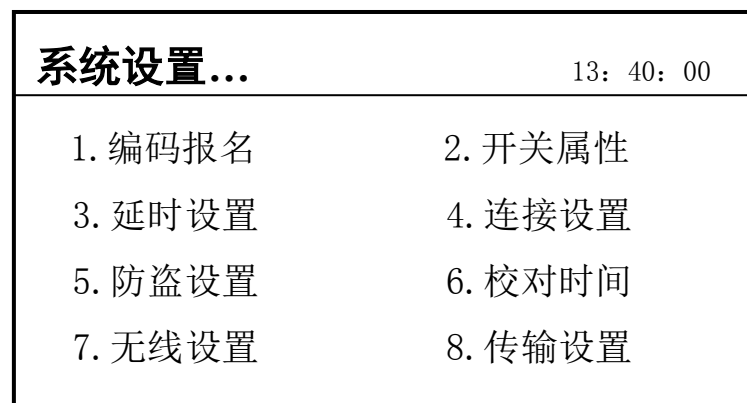 系统设置... 13：40：00
1.编码报名 2.开关属性
3.延时设置 4.连接设置
5.防盗设置 6.校对时间
7.无线设置 8.传输设置